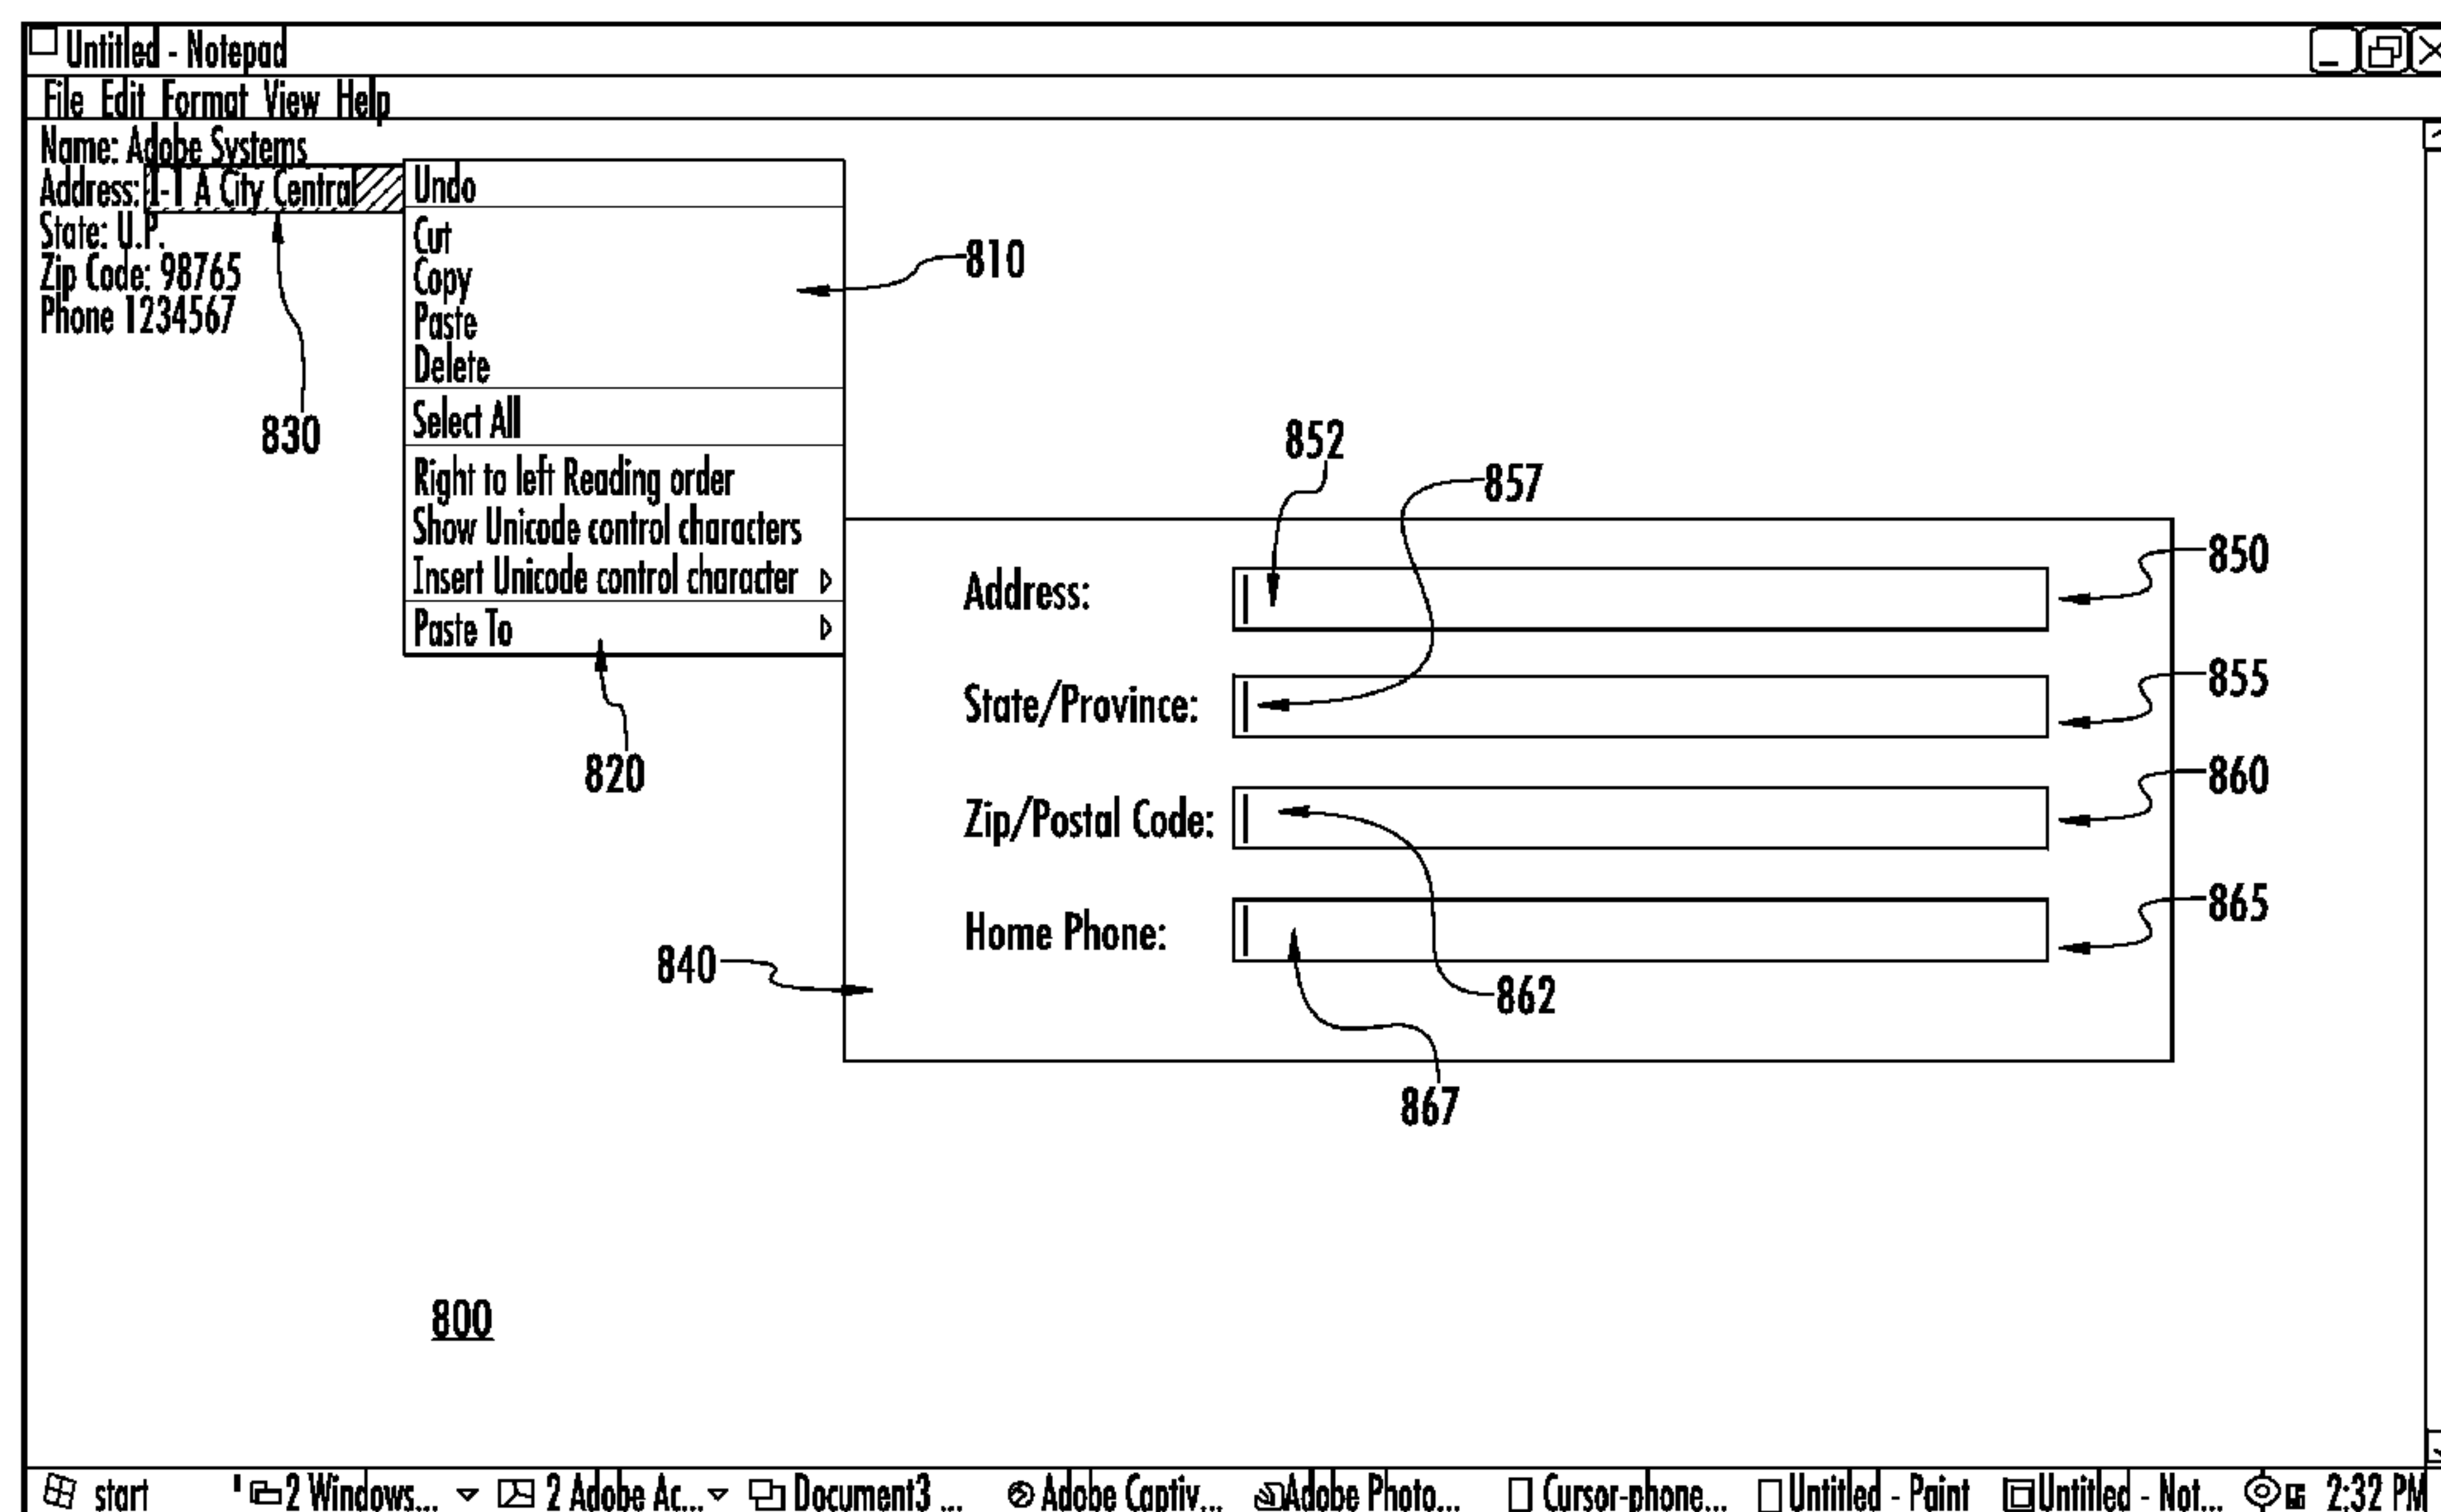 Untitled - Notepad
File Edit Format View Help
Name: Adobe Systems
Address: I-1 A City Central
State: U.P.
Zip Code: 98765
Phone 1234567
Undo
Cut
Copy
Paste
Delete
Select All
Right to left Reading order
Show Unicode control characters
Insert Unicode control character
Paste To
810
830
820
852
857
Address:
850
State/Province:
855
Zip/Postal Code:
860
Home Phone:
865
840
862
867
800
start 2 Windows... 2 Adobe Ac... Document3 ... Adobe Captiv... Adobe Photo... Cursor-phone... Untitled - Paint Untitled - Not... 2:32 PM